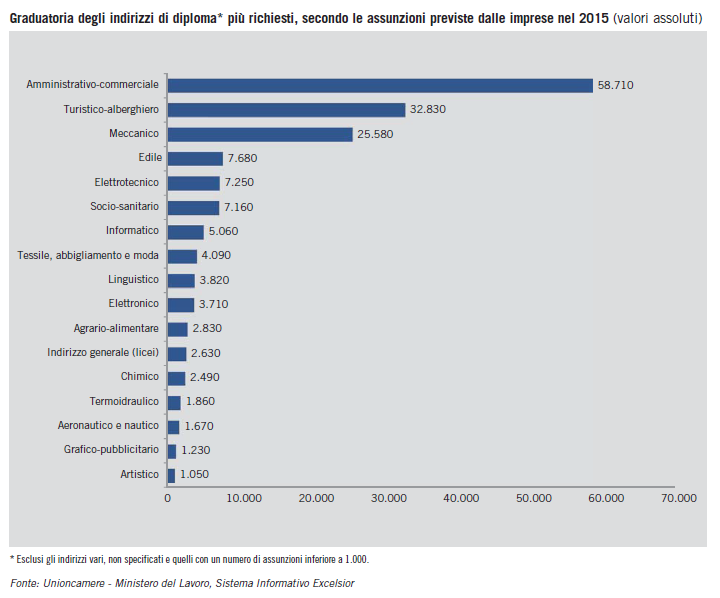 Graduatoria degli indirizzi di diploma* più richiesti, secondo le assunzioni previste dalle imprese nel 2015 (valori assoluti)
Amministrativo-commerciale 58.710
Turistico-alberghiero 32.830
Meccanico 25.580
Edile 7.680
Elettrotecnico 7.250
Socio-sanitario 7.160
Informatico 5.060
Tessile, abbigliamento e moda 4.090
Linguistico 3.820
Elettronico 3.710
Agrario-alimentare 2.830
Indirizzo generale (licei) 2.630
Chimico 2.490
Termoidraulico 1.860
Aeronautico e nautico 1.670
Grafico-pubblicitario 1.230
Artistico 1.050
0 10.000 20.000 30.000 40.000 50.000 60.000 70.000
* Esclusi gli indirizzi vari, non specificati e quelli con un numero di assunzioni inferiore a 1.000.
Fonte: Unioncamere - Ministero del Lavoro, Sistema Informativo Excelsior